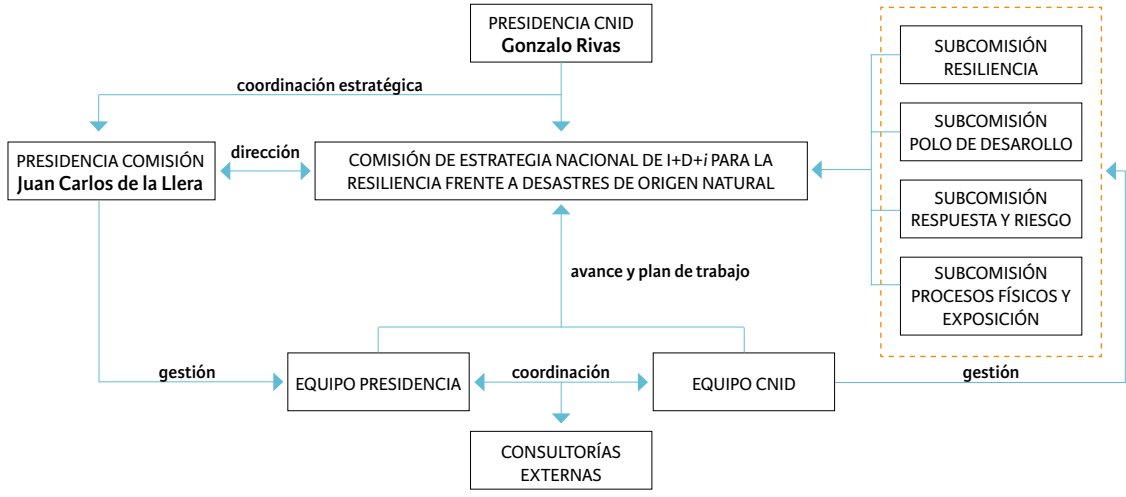 PRESIDENCIA CNID
Gonzalo Rivas
coordinación estratégica
PRESIDENCIA COMISIÓN
Juan Carlos de la Llera
dirección
COMISIÓN DE ESTRATEGIA NACIONAL DE I+D+i PARA LA
RESILIENCIA FRENTE A DESASTRES DE ORIGEN NATURAL
SUBCOMISIÓN
RESILIENCIA
SUBCOMISIÓN
POLO DE DESAROLLO
SUBCOMISIÓN
RESPUESTA Y RIESGO
SUBCOMISIÓN
PROCESOS FÍSICOS Y
EXPOSICIÓN
avance y plan de trabajo
gestión
EQUIPO PRESIDENCIA
coordinación
EQUIPO CNID
gestión
CONSULTORÍAS
EXTERNAS